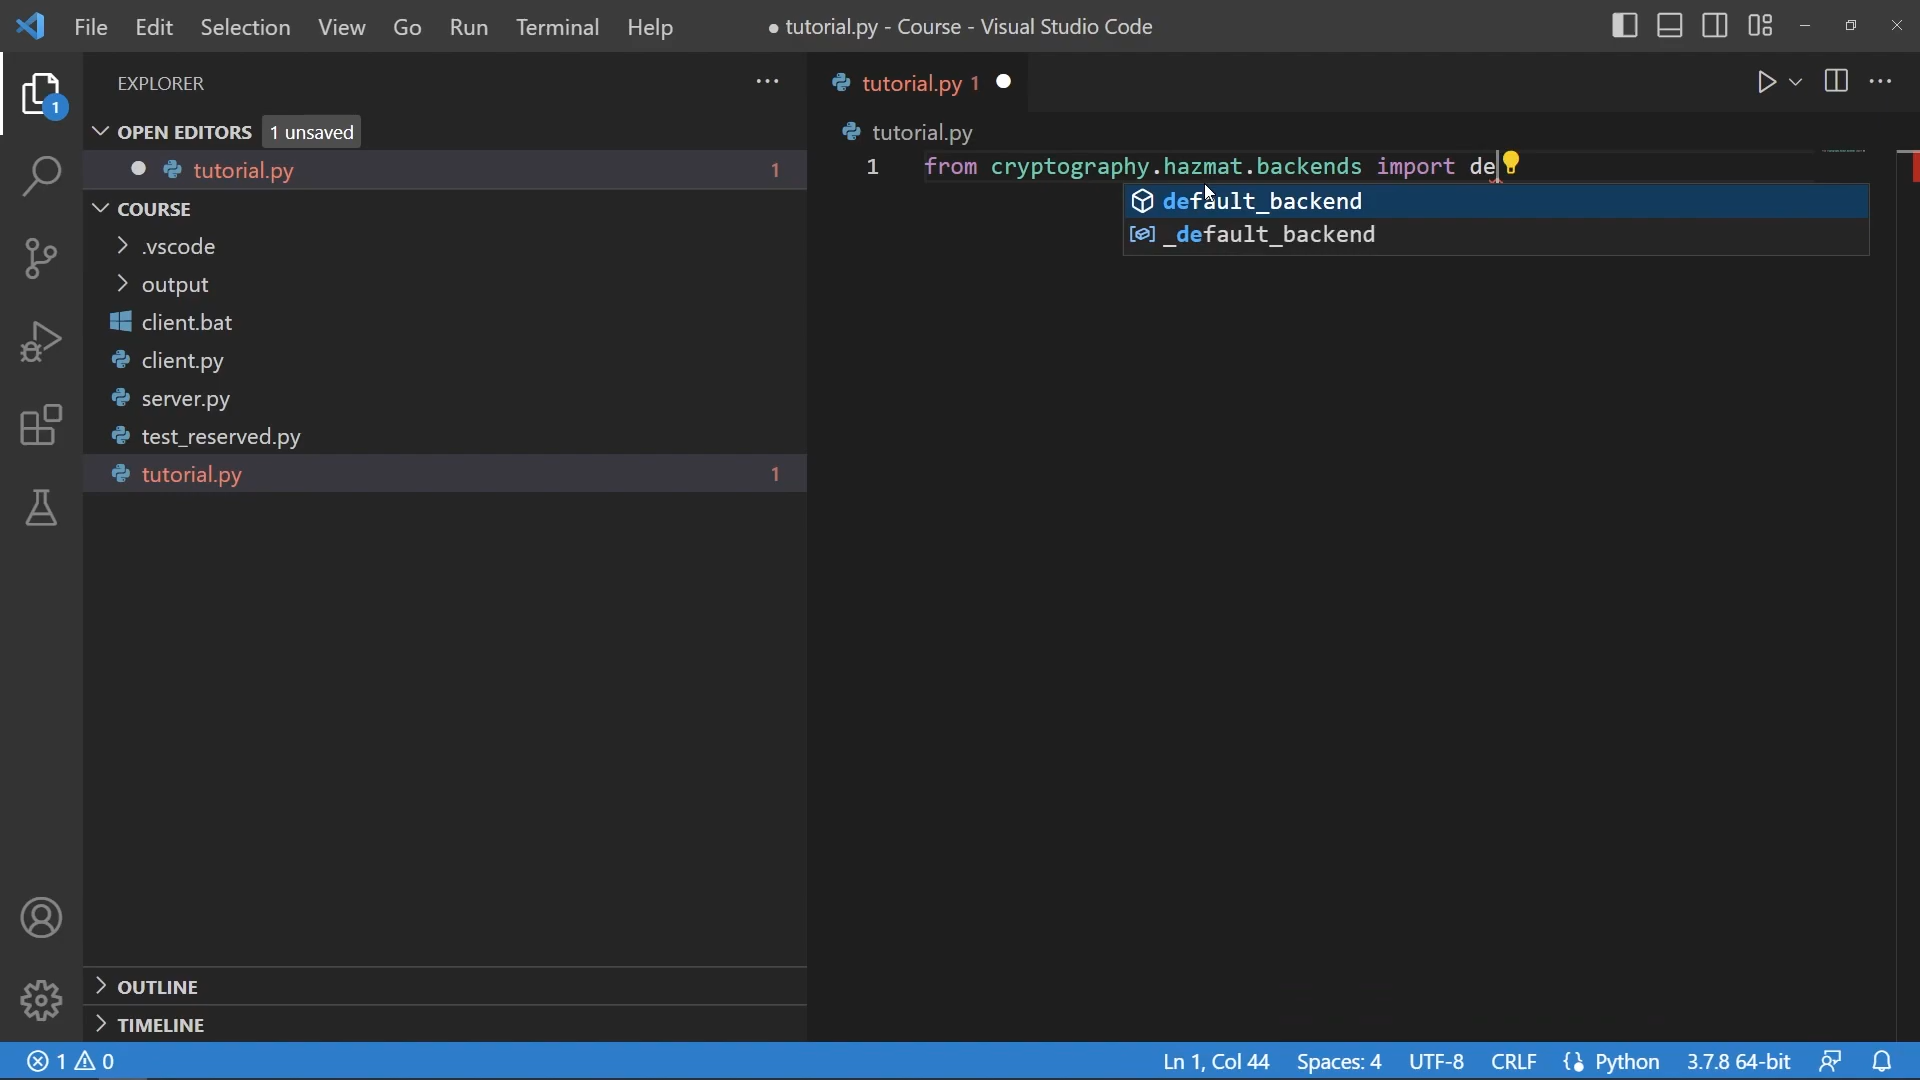 File Edit Selection View Go Run Terminal Help ● tutorial.py - Course - Visual Studio Code
EXPLORER
1
OPEN EDITORS 1 unsaved
tutorial.py 1
COURSE
.vscode
output
client.bat
client.py
server.py
test_reserved.py
tutorial.py 1
OUTLINE
TIMELINE
tutorial.py 1
tutorial.py
1 from cryptography.hazmat.backends import de
default_backend
_default_backend
1 0 Ln 1, Col 44 Spaces: 4 UTF-8 CRLF {} Python 3.7.8 64-bit